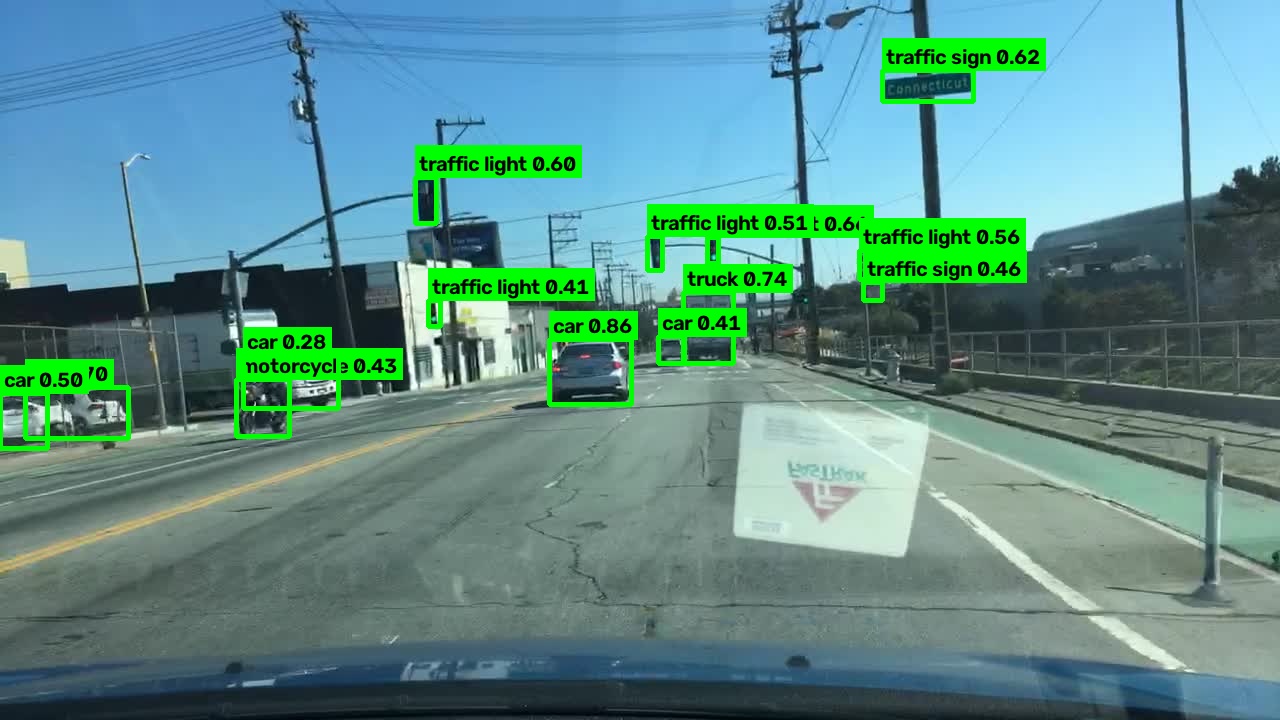 traffic sign 0.62
Connecticut
traffic light 0.60
traffic light 0.51
traffic light 0.56
traffic sign 0.46
truck 0.74
traffic light 0.41
car 0.86
car 0.41
car 0.28
motorcycle 0.43
car 0.50
70
FASTRAK